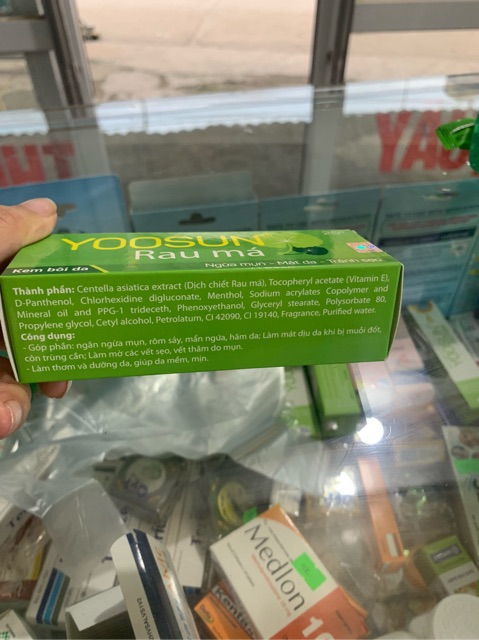 YOOSUN
Rau má
Kem bôi da
Ngừa mụn - Mát da - Tránh sẹo
Thành phần: Centella asiatica extract (Dịch chiết Rau má), Tocopheryl acetate (Vitamin E),
D-Panthenol, Chlorhexidine digluconate, Menthol, Sodium acrylates Copolymer and
Mineral oil and PPG-1 trideceth, Phenoxyethanol, Glyceryl stearate, Polysorbate 80,
Propylene glycol, Cetyl alcohol, Petrolatum, CI 42090, CI 19140, Fragrance, Purified water.
Công dụng:
- Góp phần: ngăn ngừa mụn, rôm sảy, mẩn ngứa, hăm da; Làm mát dịu da khi bị muỗi đốt,
côn trùng cắn; Làm mờ các vết sẹo, vết thâm do mụn.
- Làm thơm và dưỡng da, giúp da mềm, mịn.
Medlon